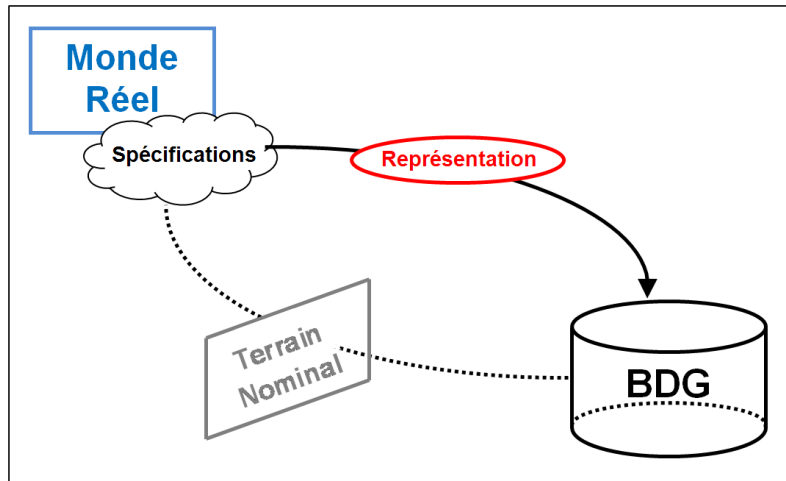 Monde
Réel
Spécifications
Représentation
Terrain
Nominal
BDG